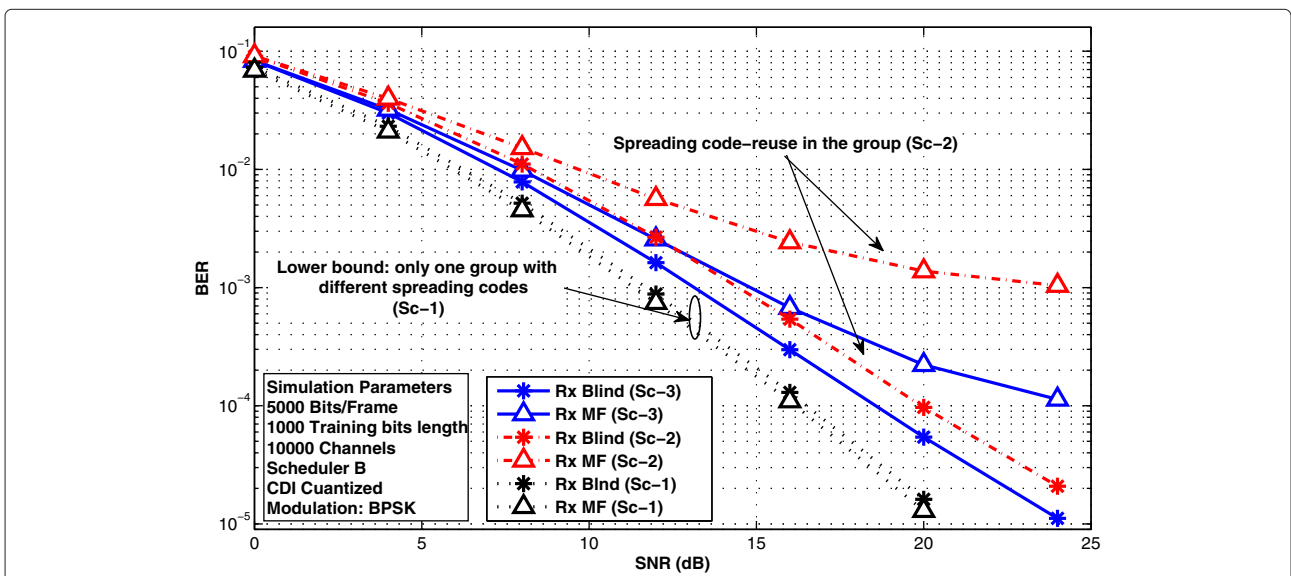 10^-1
10^-2
10^-3
10^-4
10^-5
BER
Spreading code-reuse in the group (Sc-2)
Lower bound: only one group with
different spreading codes
(Sc-1)
Simulation Parameters
5000 Bits/Frame
1000 Training bits length
10000 Channels
Scheduler B
CDI Cuantized
Modulation: BPSK
Rx Blind (Sc-3)
Rx MF (Sc-3)
Rx Blind (Sc-2)
Rx MF (Sc-2)
Rx Blnd (Sc-1)
Rx MF (Sc-1)
0 5 10 15 20 25
SNR (dB)